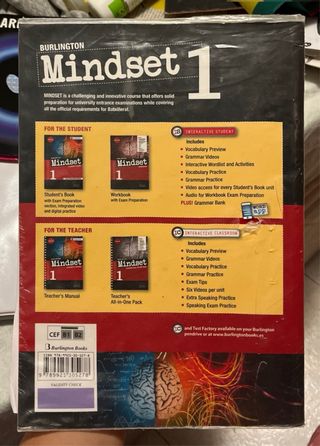 BURLINGTON
Mindset 1
MINDSET is a challenging and innovative course that offers solid
preparation for university entrance examinations while covering
all the official requirements for Batxillerat.
FOR THE STUDENT
Mindset
1
Mindset
1
Student's Book
with Exam Preparation
section, integrated video
and digital practice
Workbook
with Exam Preparation
INTERACTIVE STUDENT
Includes
• Vocabulary Preview
• Grammar Videos
• Interactive Wordlist and Activities
• Vocabulary Practice
• Grammar Practice
• Video access for every Student's Book unit
• Audio for Workbook Exam Preparation
PLUS! Grammar Bank
APP
FOR THE TEACHER
Mindset
1
Mindset
1
Teacher's Manual
Teacher's
All-in-One Pack
INTERACTIVE CLASSROOM
Includes
• Vocabulary Preview
• Grammar Videos
• Vocabulary Practice
• Grammar Practice
• Exam Tips
• Six Videos per unit
• Extra Speaking Practice
• Speaking Exam Practice
and Test Factory available on your Burlington
pendrive or at www.burlingtonbooks.es
CEF B1 B2
Burlington Books
9 789925 305278
VALIDITY CHECK